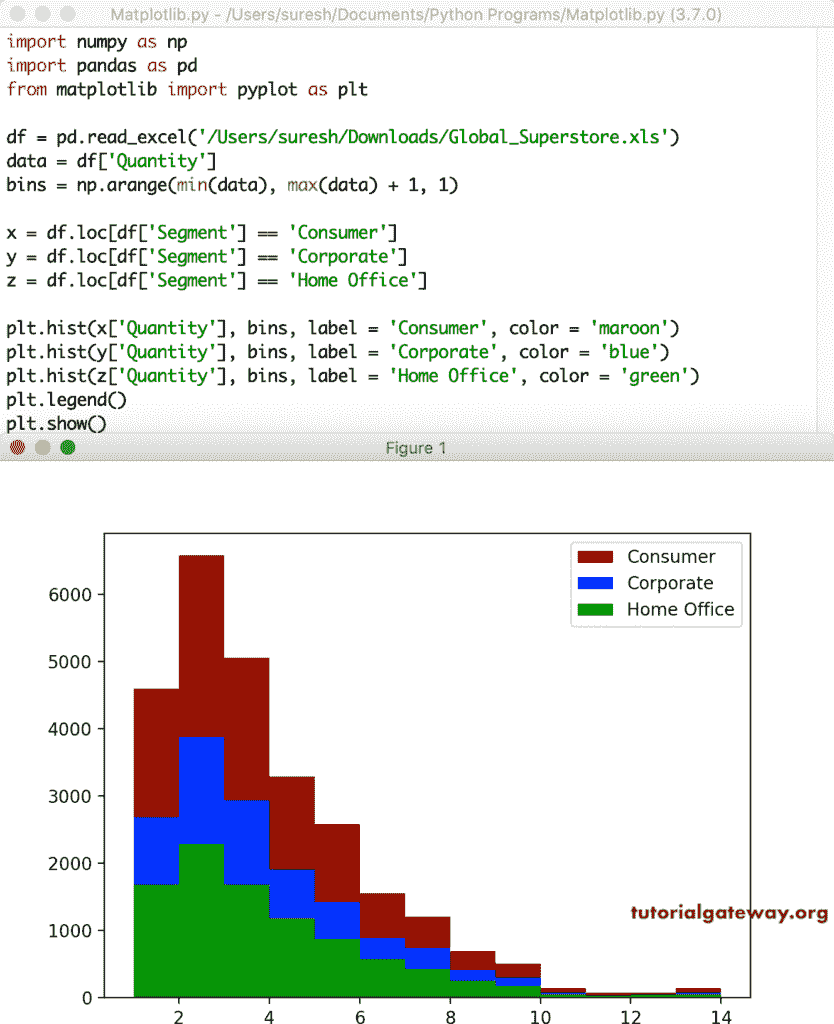 Matplotlib.py - /Users/suresh/Documents/Python Programs/Matplotlib.py (3.7.0)
import numpy as np
import pandas as pd
from matplotlib import pyplot as plt
df = pd.read_excel('/Users/suresh/Downloads/Global_Superstore.xls')
data = df['Quantity']
bins = np.arange(min(data), max(data) + 1, 1)
x = df.loc[df['Segment'] == 'Consumer']
y = df.loc[df['Segment'] == 'Corporate']
z = df.loc[df['Segment'] == 'Home Office']
plt.hist(x['Quantity'], bins, label = 'Consumer', color = 'maroon')
plt.hist(y['Quantity'], bins, label = 'Corporate', color = 'blue')
plt.hist(z['Quantity'], bins, label = 'Home Office', color = 'green')
plt.legend()
plt.show()
Figure 1
Consumer
Corporate
Home Office
6000
5000
4000
3000
2000
1000
0
tutorialgateway.org
2 4 6 8 10 12 14